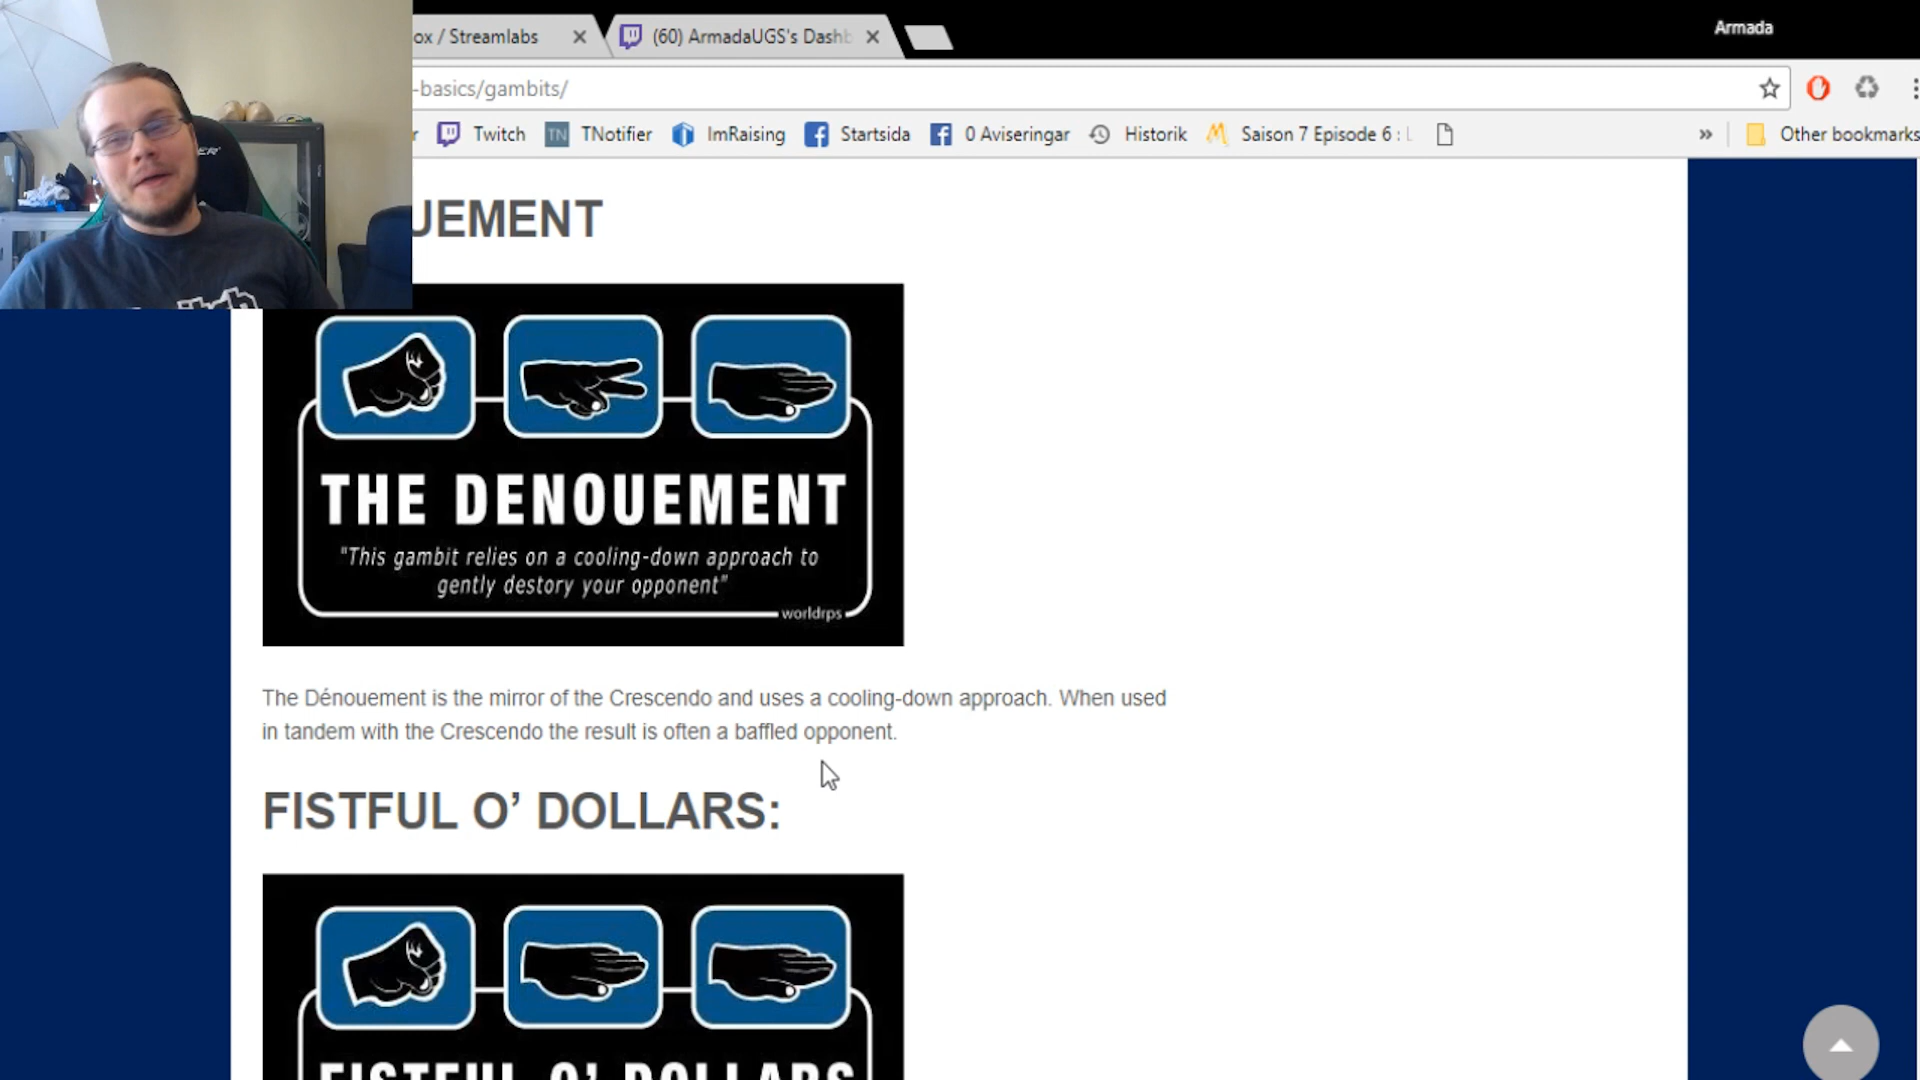 ox / Streamlabs
(60) ArmadaUGS's Dashb
Armada
-basics/gambits/
r
Twitch
TN
TNotifier
ImRaising
Startsida
0 Aviseringar
Historik
Saison 7 Episode 6 : L
»
Other bookmarks
UEMENT
THE DENOUEMENT
"This gambit relies on a cooling-down approach to
gently destory your opponent"
worldrps
The Dénouement is the mirror of the Crescendo and uses a cooling-down approach. When used
in tandem with the Crescendo the result is often a baffled opponent.
FISTFUL O’ DOLLARS:
FISTFUL O' DOLLARS